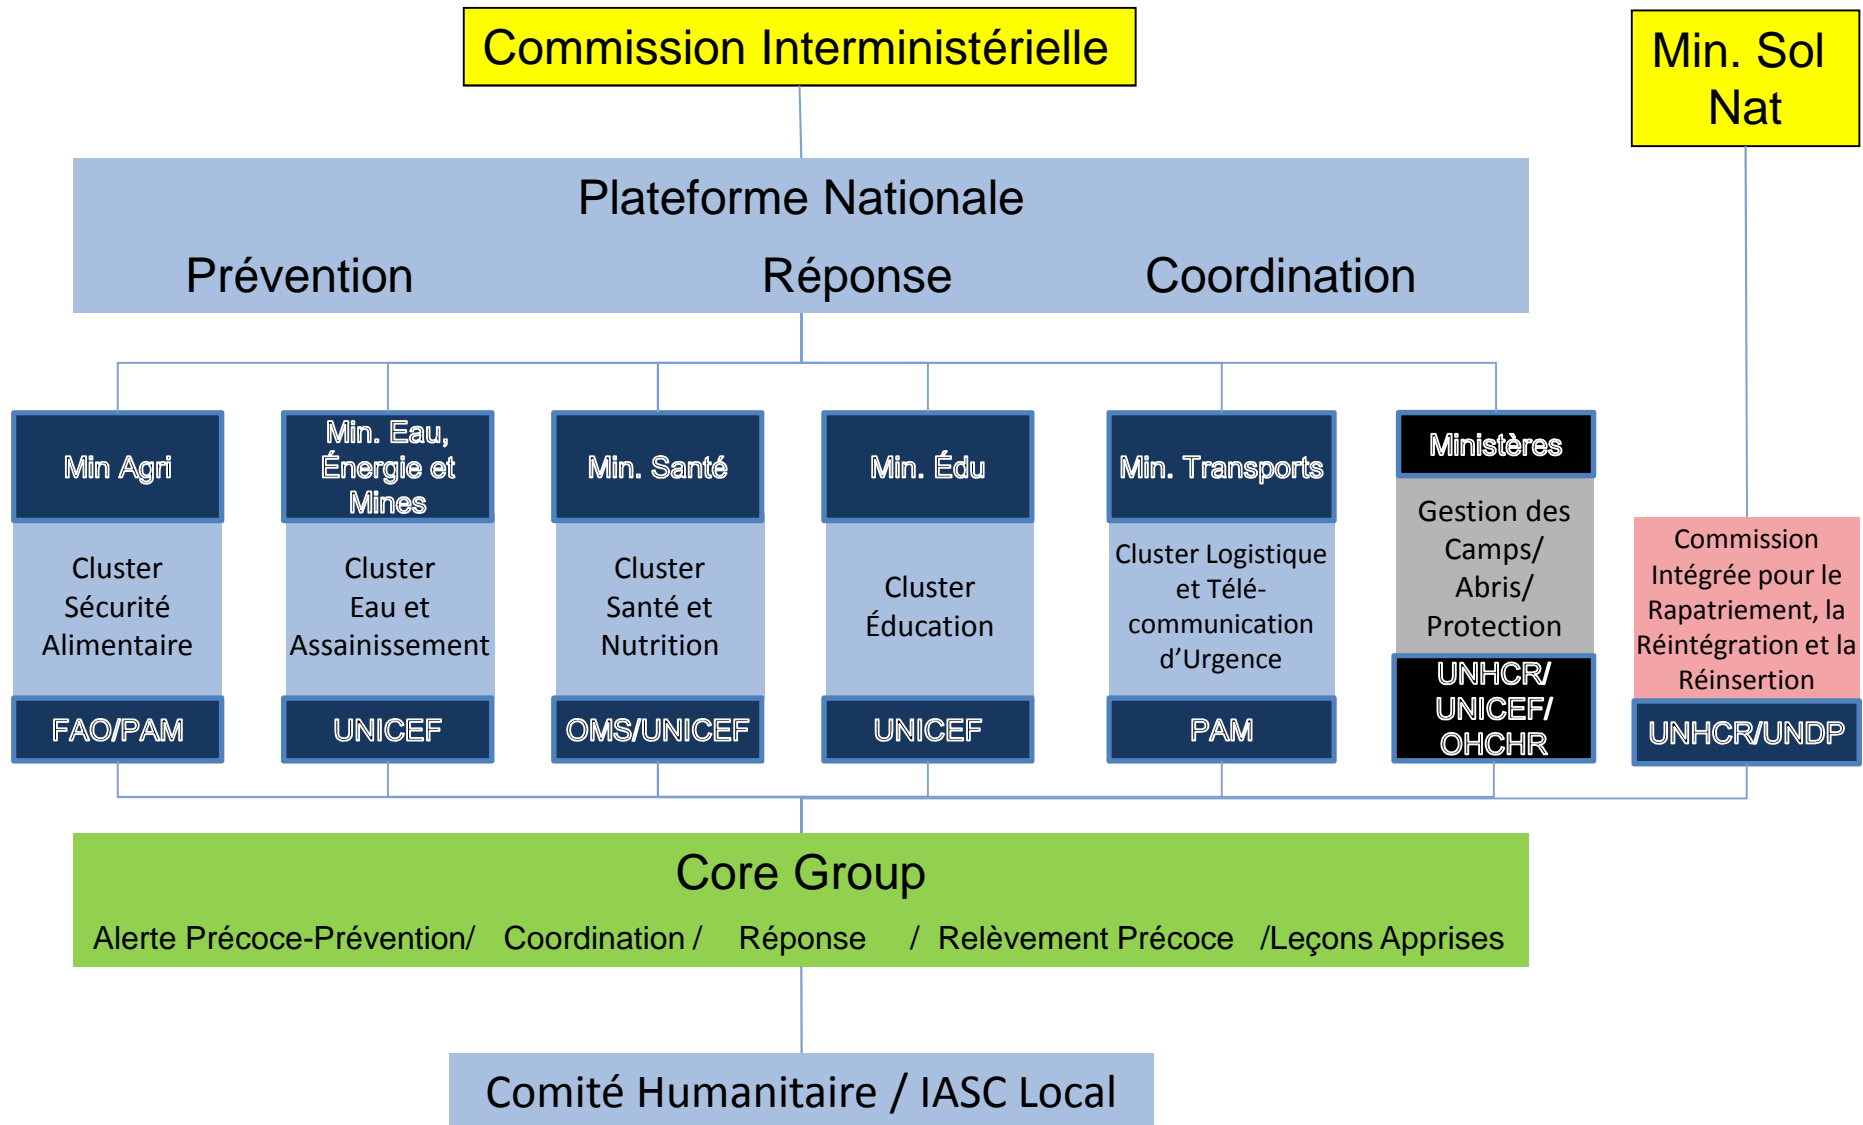 Commission Interministérielle
Min. Sol
Nat
Plateforme Nationale
Prévention Réponse Coordination
Min Agri
Cluster
Sécurité
Alimentaire
FAO/PAM
Min. Eau,
Énergie et
Mines
Cluster
Eau et
Assainissement
UNICEF
Min. Santé
Cluster
Santé et
Nutrition
OMS/UNICEF
Min. Édu
Cluster
Éducation
UNICEF
Min. Transports
Cluster Logistique
et Télé-
communication
d’Urgence
PAM
Ministères
Gestion des
Camps/
Abris/
Protection
UNHCR/
UNICEF/
OHCHR
Commission
Intégrée pour le
Rapatriement, la
Réintégration et la
Réinsertion
UNHCR/UNDP
Core Group
Alerte Précoce-Prévention/ Coordination / Réponse / Relèvement Précoce /Leçons Apprises
Comité Humanitaire / IASC Local